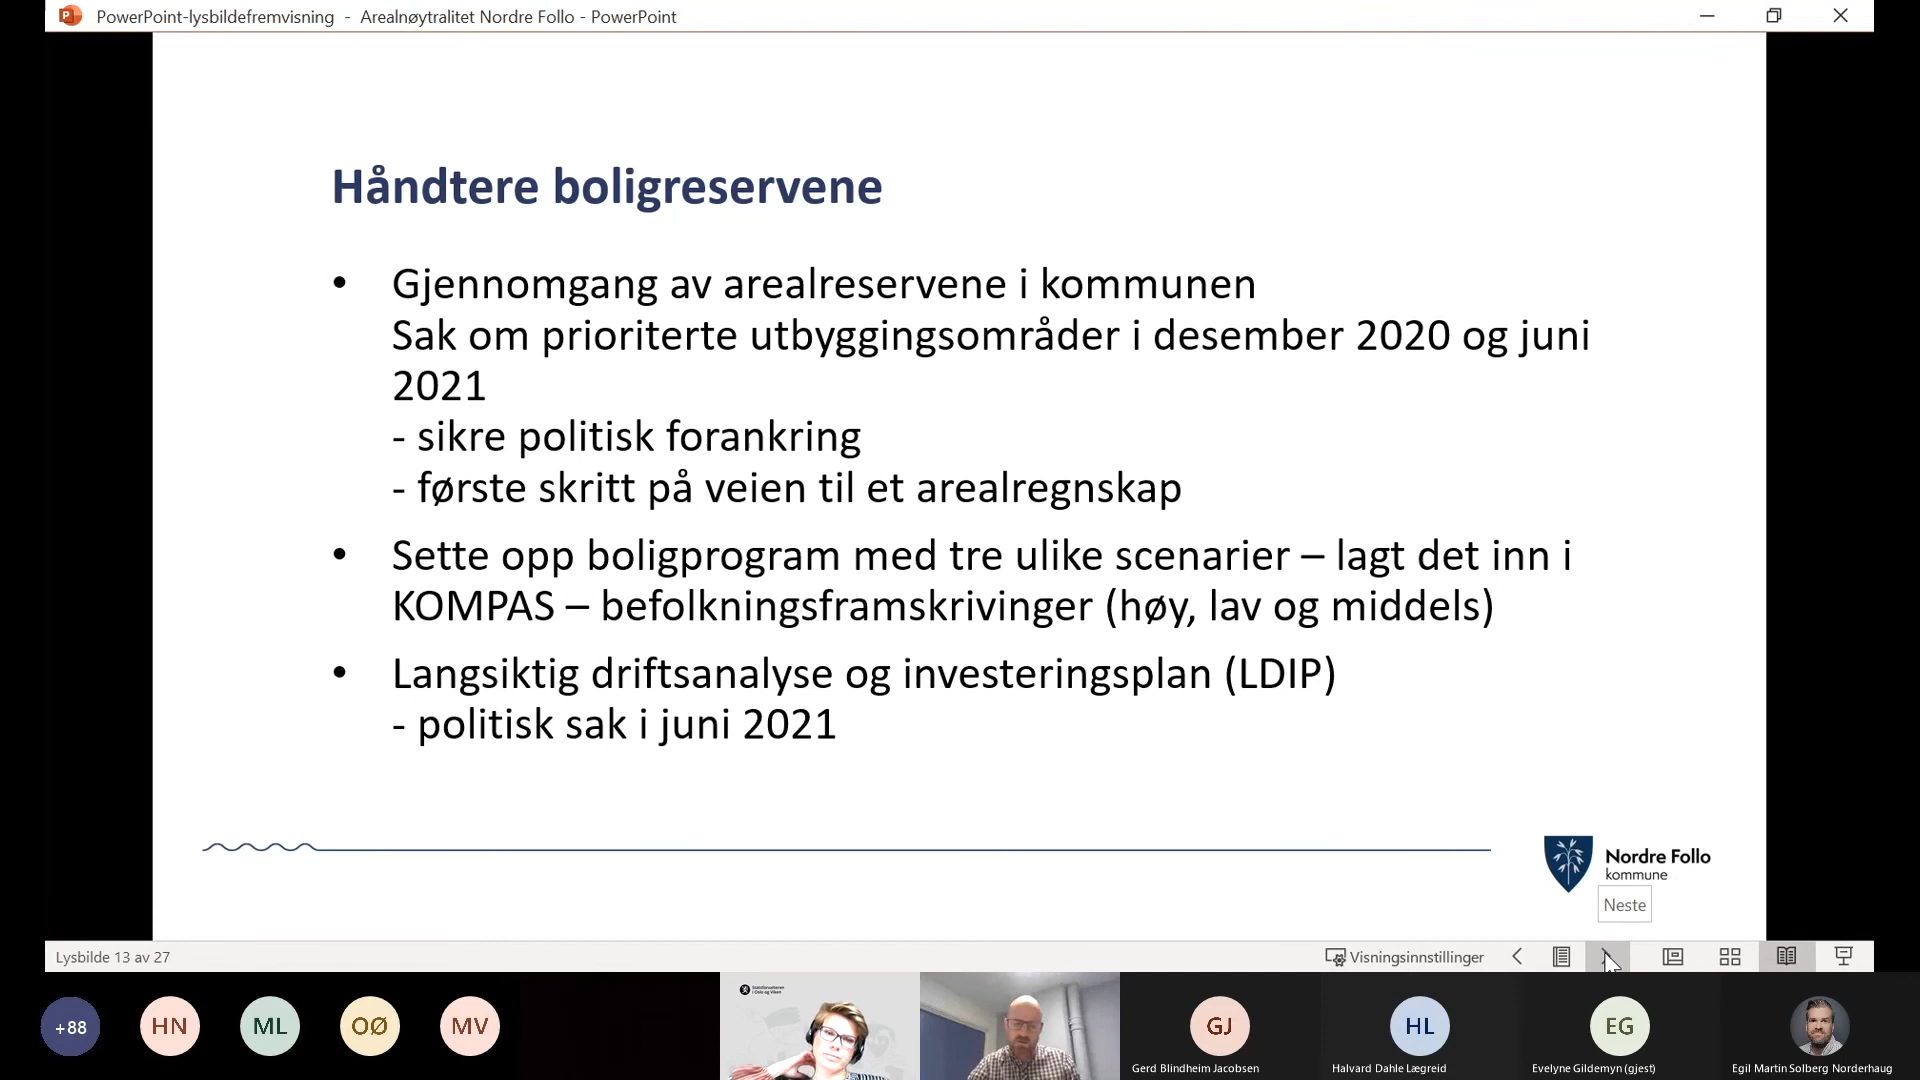 PowerPoint-lysbildefremvisning - Arealnøytralitet Nordre Follo - PowerPoint
Håndtere boligreservene
• Gjennomgang av arealreservene i kommunen
Sak om prioriterte utbyggingsområder i desember 2020 og juni
2021
- sikre politisk forankring
- første skritt på veien til et arealregnskap
• Sette opp boligprogram med tre ulike scenarier – lagt det inn i
KOMPAS – befolkningsframskrivinger (høy, lav og middels)
• Langsiktig driftsanalyse og investeringsplan (LDIP)
- politisk sak i juni 2021
Nordre Follo
kommune
Neste
Lysbilde 13 av 27
Visningsinnstillinger
+88
HN
ML
OØ
MV
Statsforvalteren
i Oslo og Viken
GJ
HL
EG
Gerd Blindheim Jacobsen
Halvard Dahle Lægreid
Evelyne Gildemyn (gjest)
Egil Martin Solberg Norderhaug